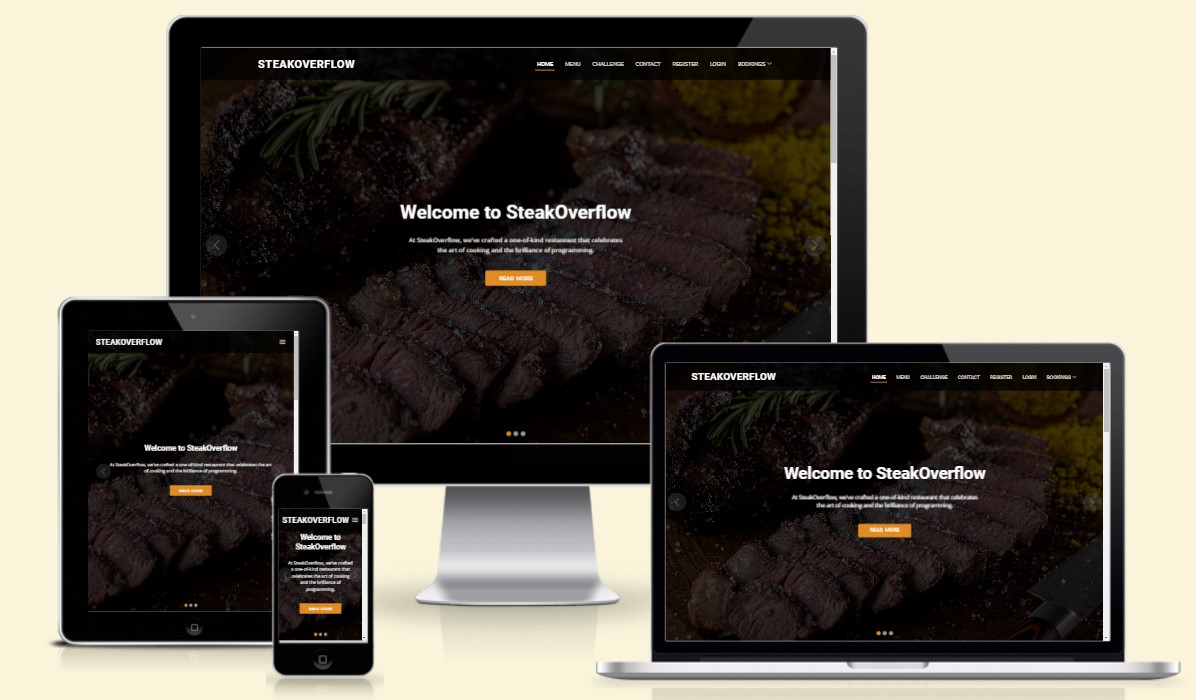 STEAKOVERFLOW
HOME MENU CHALLENGE CONTACT REGISTER LOGIN BOOKINGS
Welcome to SteakOverflow
At SteakOverflow, we've crafted a one-of-kind restaurant that celebrates
the art of cooking and the brilliance of programming.
READ MORE
STEAKOVERFLOW
Welcome to SteakOverflow
At SteakOverflow, we've crafted a one-of-kind restaurant that celebrates the art
of cooking and the brilliance of programming.
READ MORE
STEAKOVERFLOW
Welcome to
SteakOverflow
At SteakOverflow, we've crafted
a one-of-kind restaurant that
celebrates the art of cooking
and the brilliance of
programming.
READ MORE
STEAKOVERFLOW
HOME MENU CHALLENGE CONTACT REGISTER LOGIN BOOKINGS
Welcome to SteakOverflow
At SteakOverflow, we've crafted a one-of-kind restaurant that celebrates
the art of cooking and the brilliance of programming.
READ MORE